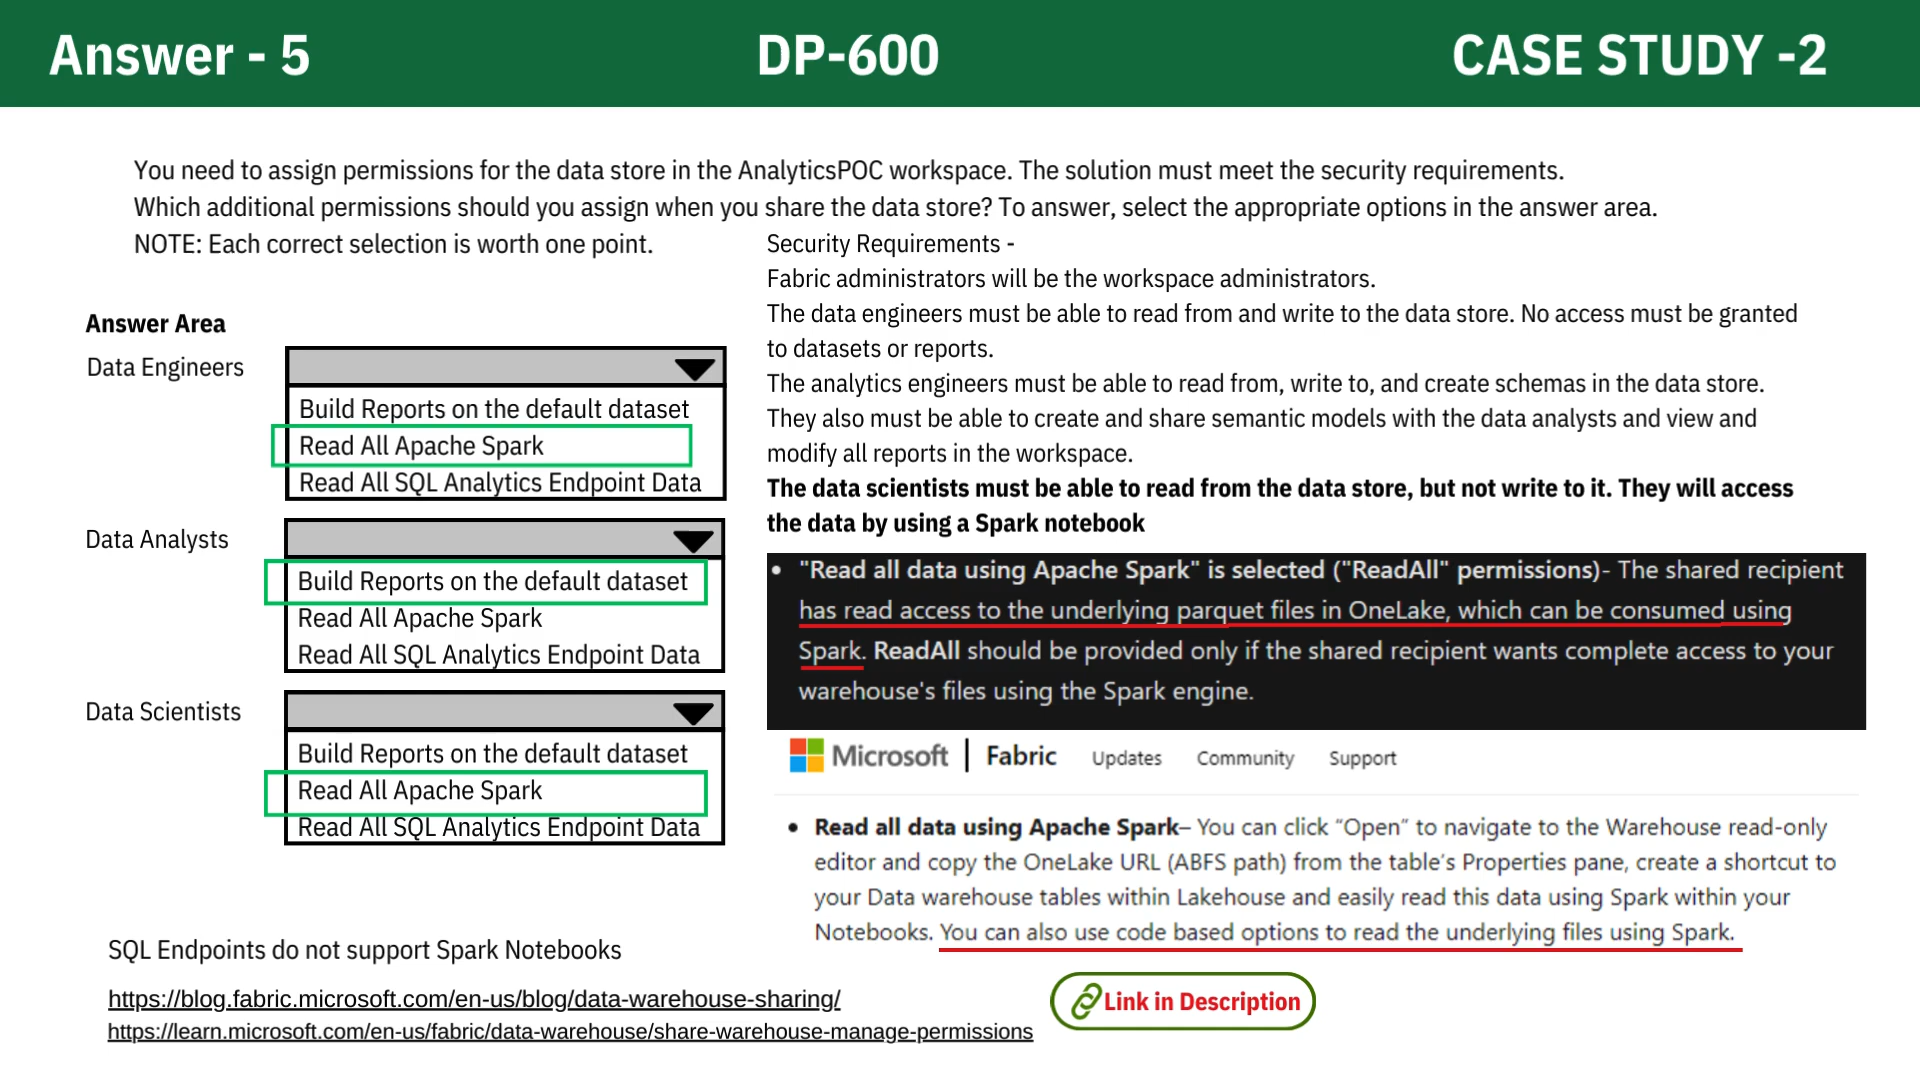 Answer - 5
DP-600
CASE STUDY -2
You need to assign permissions for the data store in the AnalyticsPOC workspace. The solution must meet the security requirements.
Which additional permissions should you assign when you share the data store? To answer, select the appropriate options in the answer area.
NOTE: Each correct selection is worth one point.
Answer Area
Data Engineers
Build Reports on the default dataset
Read All Apache Spark
Read All SQL Analytics Endpoint Data
Data Analysts
Build Reports on the default dataset
Read All Apache Spark
Read All SQL Analytics Endpoint Data
Data Scientists
Build Reports on the default dataset
Read All Apache Spark
Read All SQL Analytics Endpoint Data
Security Requirements -
Fabric administrators will be the workspace administrators.
The data engineers must be able to read from and write to the data store. No access must be granted
to datasets or reports.
The analytics engineers must be able to read from, write to, and create schemas in the data store.
They also must be able to create and share semantic models with the data analysts and view and
modify all reports in the workspace.
The data scientists must be able to read from the data store, but not write to it. They will access
the data by using a Spark notebook
• "Read all data using Apache Spark" is selected ("ReadAll" permissions)- The shared recipient
has read access to the underlying parquet files in OneLake, which can be consumed using
Spark. ReadAll should be provided only if the shared recipient wants complete access to your
warehouse's files using the Spark engine.
Microsoft | Fabric Updates Community Support
• Read all data using Apache Spark– You can click “Open” to navigate to the Warehouse read-only
editor and copy the OneLake URL (ABFS path) from the table’s Properties pane, create a shortcut to
your Data warehouse tables within Lakehouse and easily read this data using Spark within your
Notebooks. You can also use code based options to read the underlying files using Spark.
SQL Endpoints do not support Spark Notebooks
https://blog.fabric.microsoft.com/en-us/blog/data-warehouse-sharing/
https://learn.microsoft.com/en-us/fabric/data-warehouse/share-warehouse-manage-permissions
Link in Description